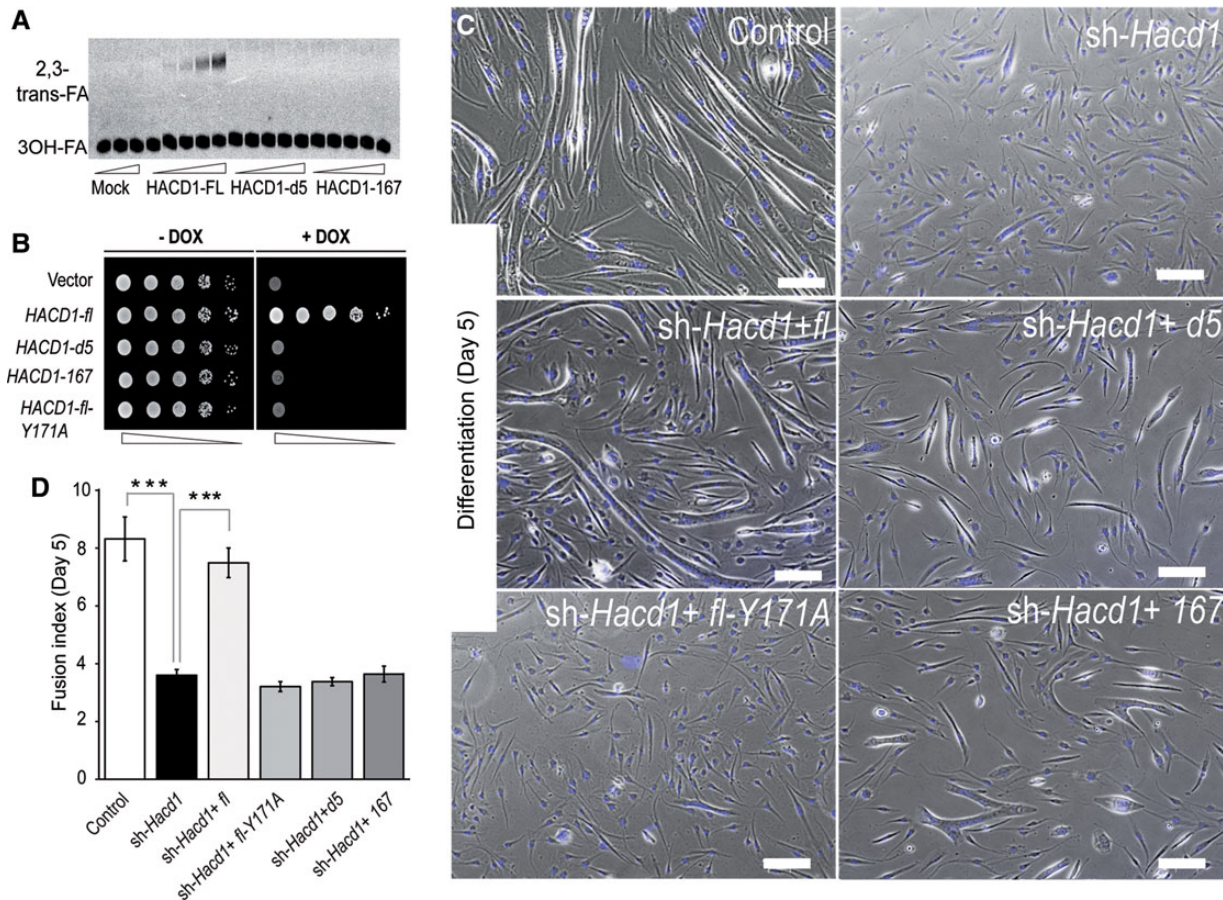 A
2,3-
trans-FA
3OH-FA
Mock HACD1-FL HACD1-d5 HACD1-167
B
- DOX + DOX
Vector
HACD1-fl
HACD1-d5
HACD1-167
HACD1-fl-
Y171A
C
Differentiation (Day 5)
Control
sh-Hacd1
sh-Hacd1+fl
sh-Hacd1+ d5
sh-Hacd1+ fl-Y171A
sh-Hacd1+ 167
D
Fusion index (Day 5)
10
8
6
4
2
0
*** ***
Control
sh-Hacd1
sh-Hacd1+ fl
sh-Hacd1+ fl-Y171A
sh-Hacd1+d5
sh-Hacd1+ 167